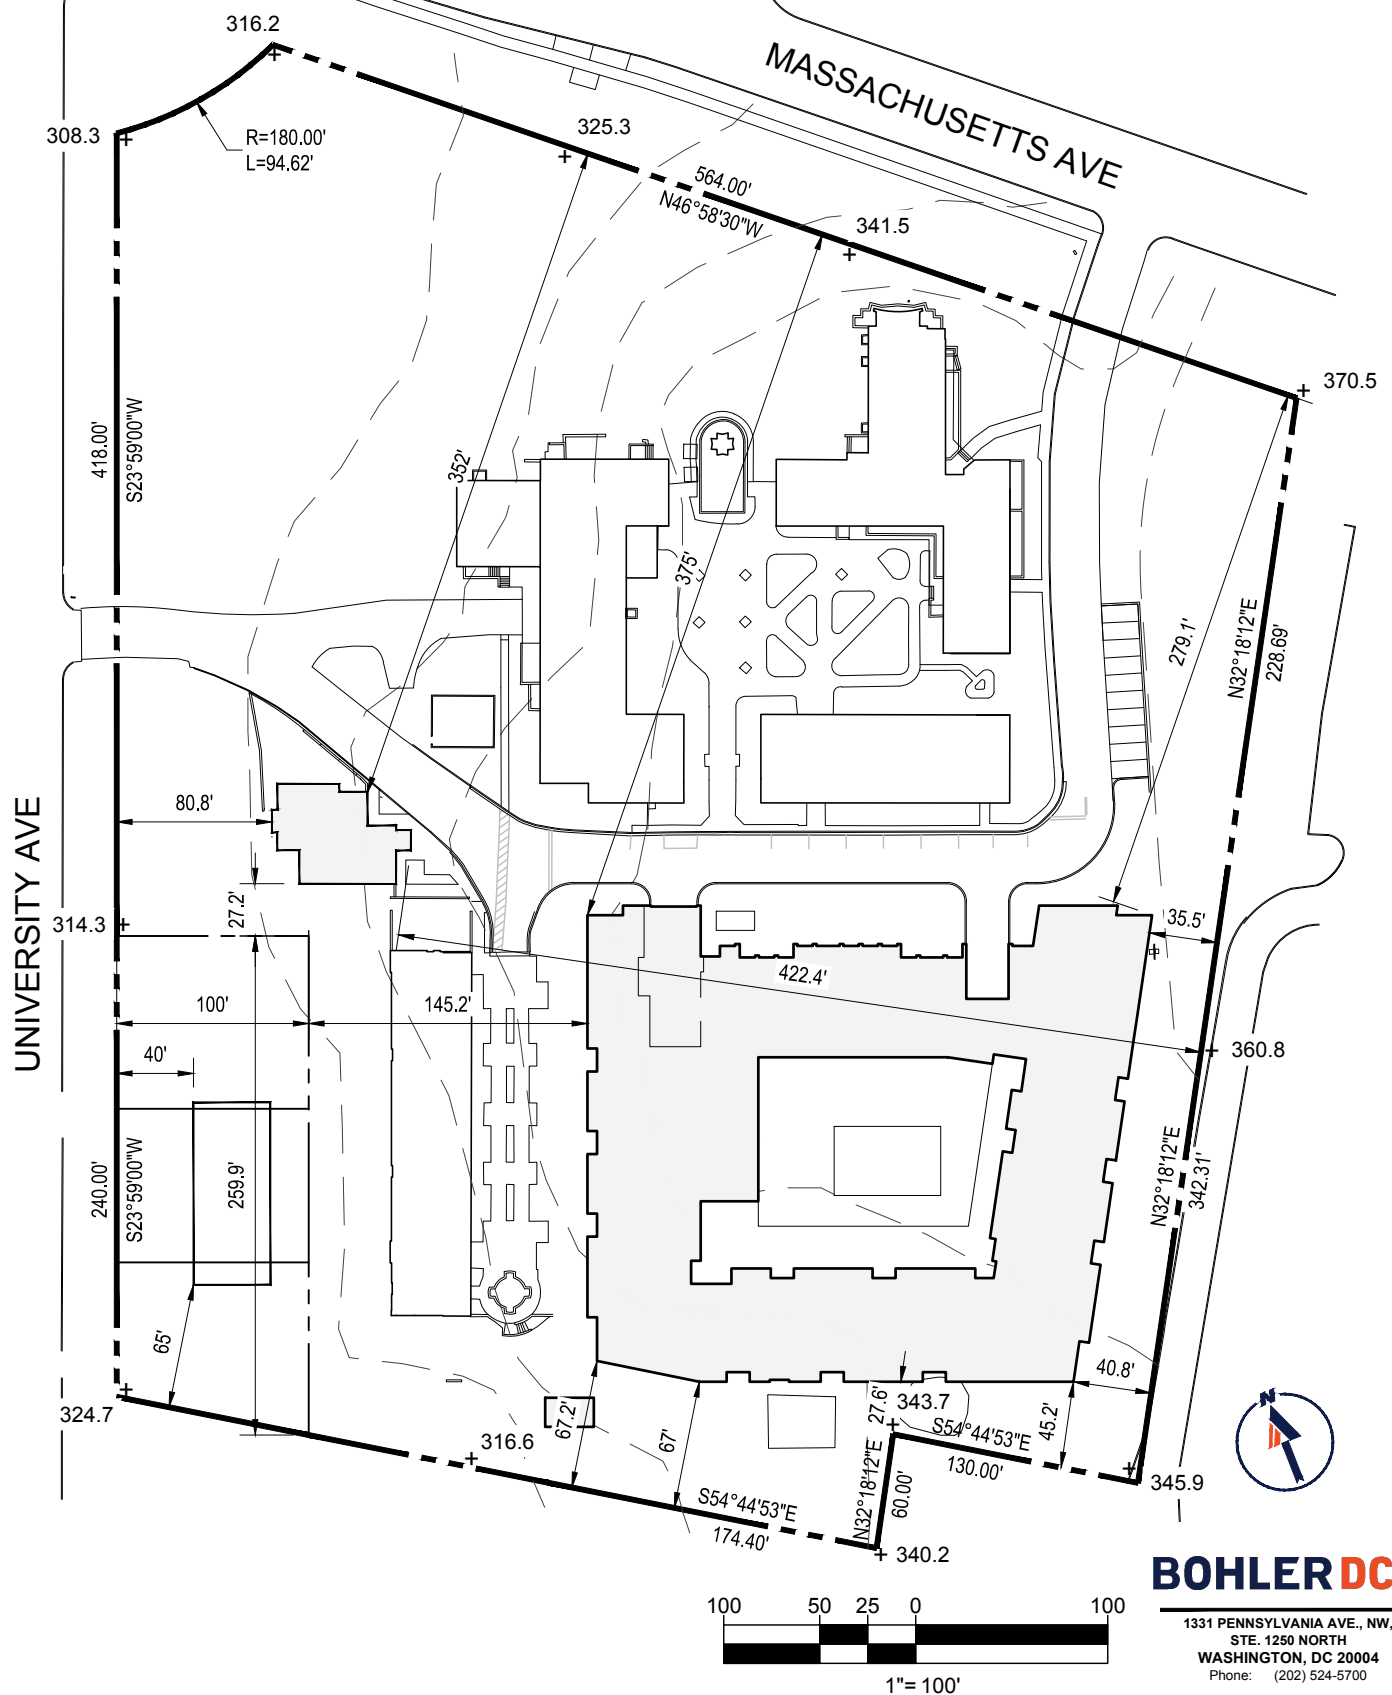 316.2
MASSACHUSETTS AVE
308.3
R=180.00'
L=94.62'
325.3
564.00'
N46°58'30"W
341.5
370.5
418.00'
S23°59'00"W
352'
375'
279.1'
N32°18'12"E
228.69'
UNIVERSITY AVE
80.8'
27.2'
314.3
35.5'
422.4'
100'
145.2'
40'
360.8
240.00'
S23°59'00"W
259.9'
N32°18'12"E
342.31'
65'
40.8'
324.7
67.2'
27.6'
343.7
45.2'
316.6
67'
S54°44'53"E
130.00'
345.9
S54°44'53"E
174.40'
N32°18'12"E
60.00'
340.2
N
BOHLER DC
100 50 25 0 100
1"= 100'
1331 PENNSYLVANIA AVE., NW,
STE. 1250 NORTH
WASHINGTON, DC 20004
Phone: (202) 524-5700